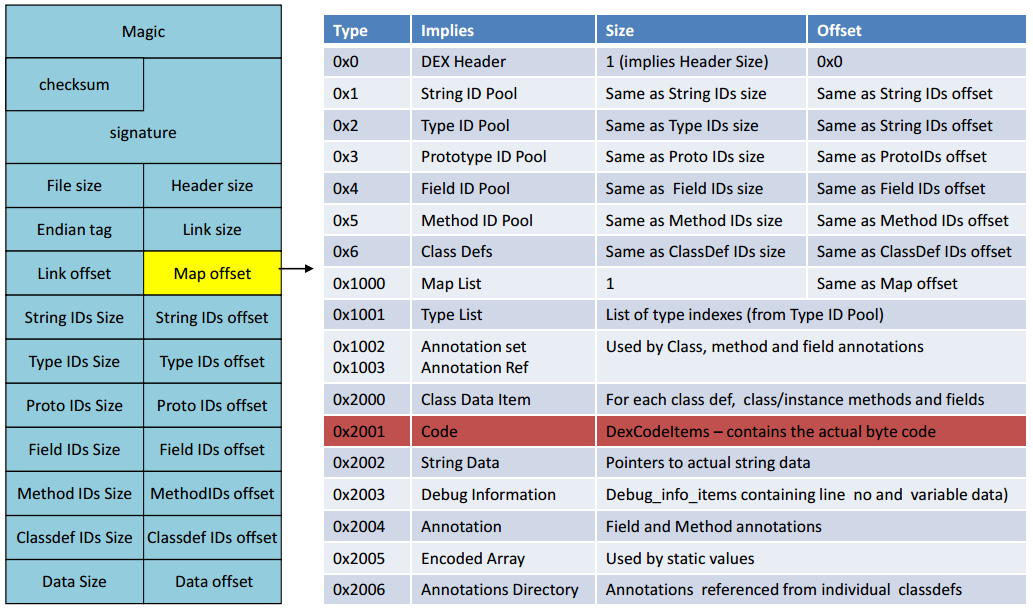 Magic
checksum
signature
File size Header size
Endian tag Link size
Link offset Map offset
String IDs Size String IDs offset
Type IDs Size Type IDs offset
Proto IDs Size Proto IDs offset
Field IDs Size Field IDs offset
Method IDs Size MethodIDs offset
Classdef IDs Size Classdef IDs offset
Data Size Data offset
Type Implies Size Offset
0x0 DEX Header 1 (implies Header Size) 0x0
0x1 String ID Pool Same as String IDs size Same as String IDs offset
0x2 Type ID Pool Same as Type IDs size Same as String IDs offset
0x3 Prototype ID Pool Same as Proto IDs size Same as ProtoIDs offset
0x4 Field ID Pool Same as Field IDs size Same as Field IDs offset
0x5 Method ID Pool Same as Method IDs size Same as Method IDs offset
0x6 Class Defs Same as ClassDef IDs size Same as ClassDef IDs offset
0x1000 Map List 1 Same as Map offset
0x1001 Type List List of type indexes (from Type ID Pool)
0x1002 Annotation set Used by Class, method and field annotations
0x1003 Annotation Ref
0x2000 Class Data Item For each class def, class/instance methods and fields
0x2001 Code DexCodeItems – contains the actual byte code
0x2002 String Data Pointers to actual string data
0x2003 Debug Information Debug_info_items containing line no and variable data)
0x2004 Annotation Field and Method annotations
0x2005 Encoded Array Used by static values
0x2006 Annotations Directory Annotations referenced from individual classdefs